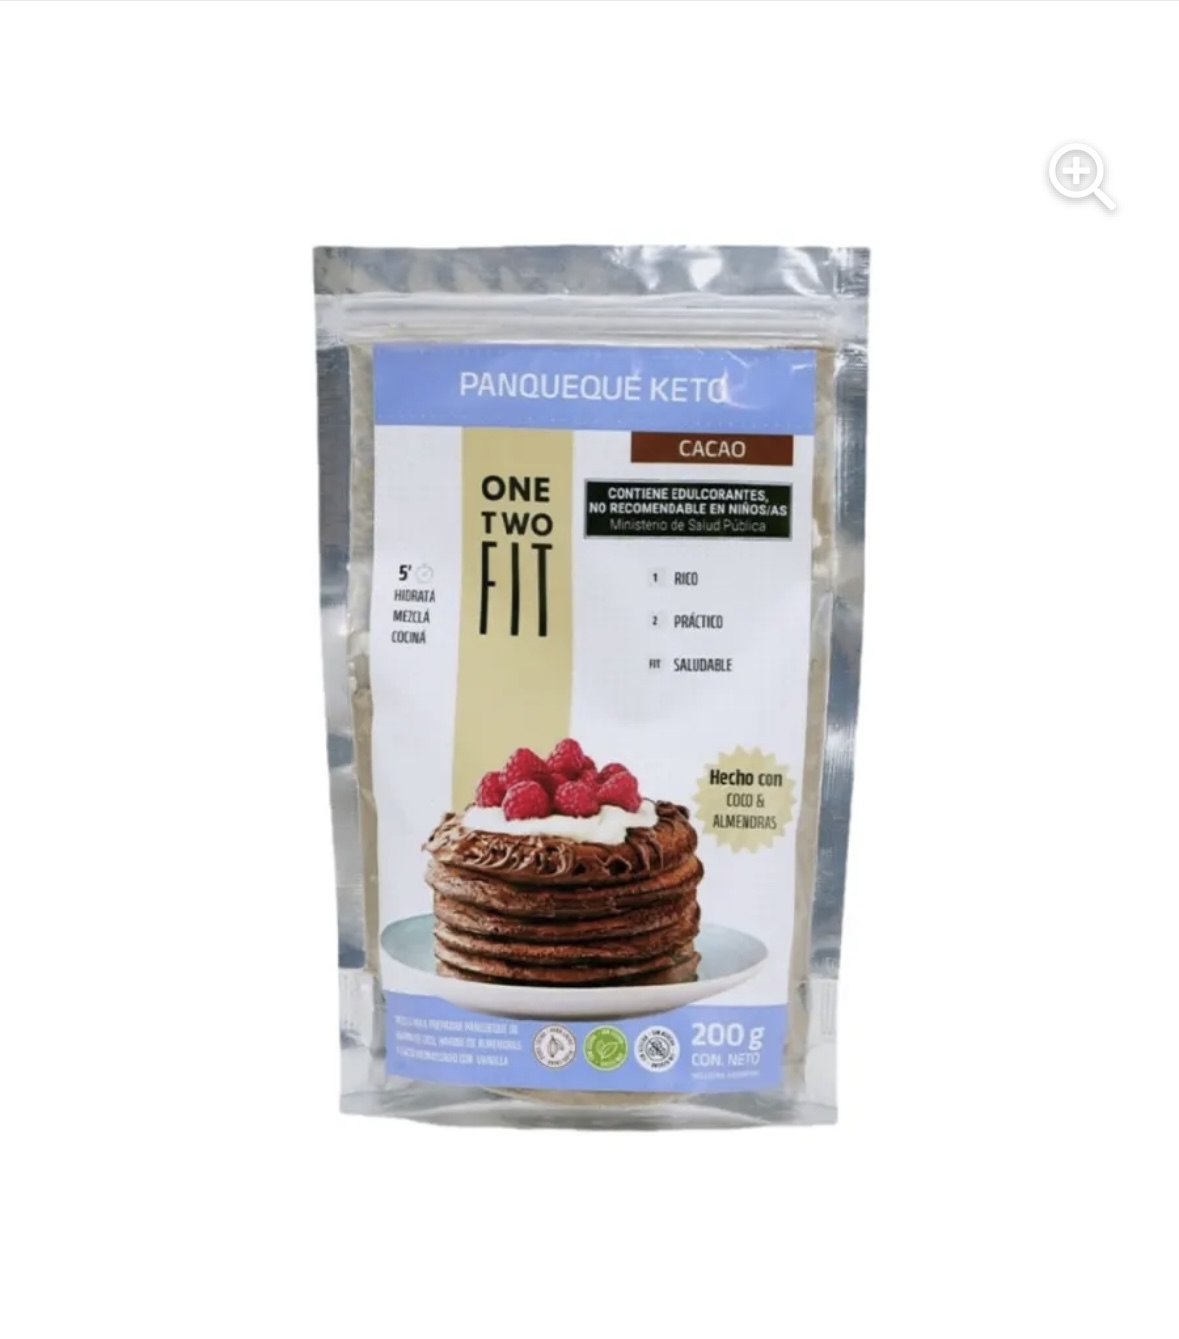 PANQUEQUE KETO
CACAO
CONTIENE EDULCORANTES,
NO RECOMENDABLE EN NIÑOS/AS
Ministerio de Salud Pública
ONE
TWO
FIT
5'
HIDRATÁ
MEZCLÁ
COCINÁ
1 RICO
2 PRÁCTICO
FIT SALUDABLE
Hecho con
COCO &
ALMENDRAS
200 g
CON. NETO